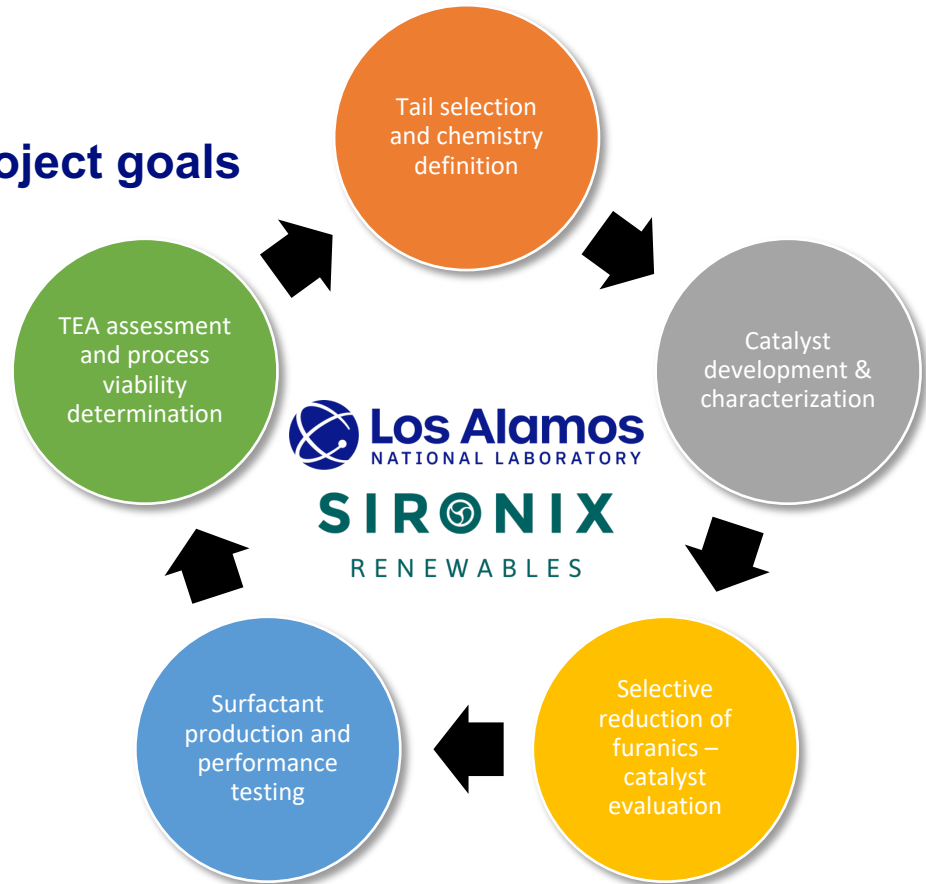 oject goals
Tail selection
and chemistry
definition
Catalyst
development &
characterization
Selective
reduction of
furanics –
catalyst
evaluation
Surfactant
production and
performance
testing
TEA assessment
and process
viability
determination
Los Alamos
NATIONAL LABORATORY
SIRONIX
RENEWABLES